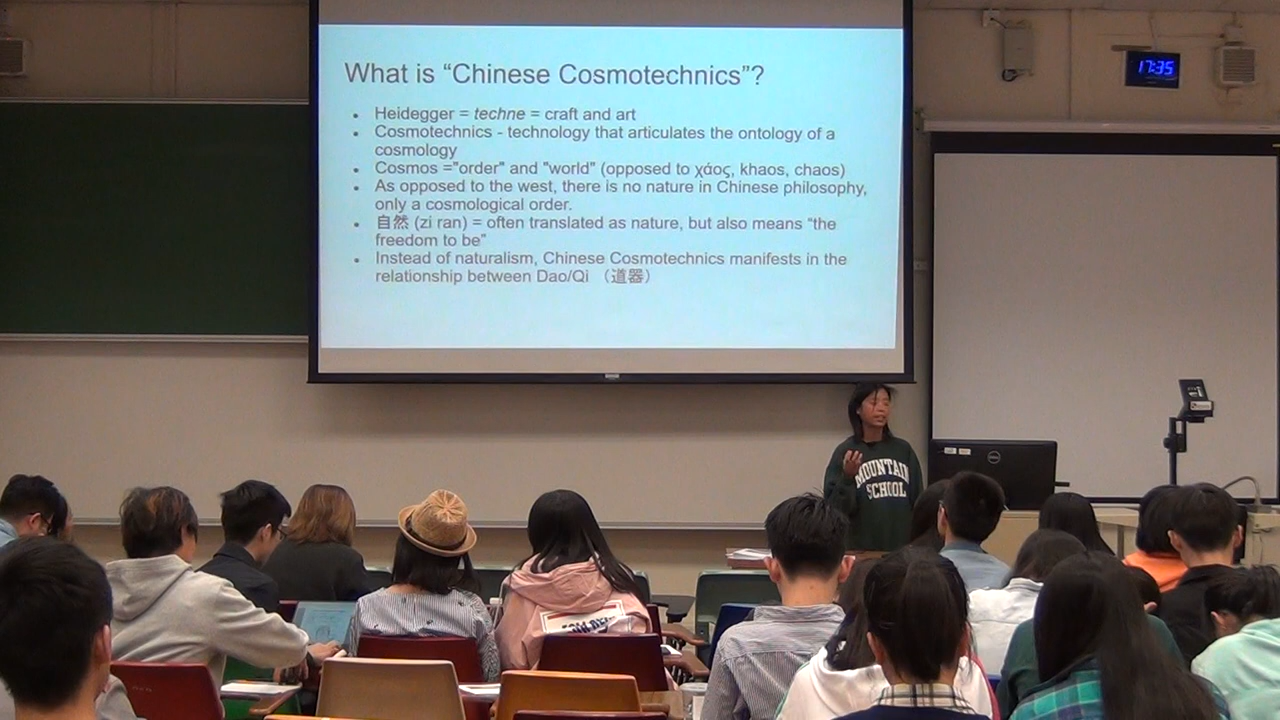 What is “Chinese Cosmotechnics”?
17:35
• Heidegger = techne = craft and art
• Cosmotechnics - technology that articulates the ontology of a
cosmology
• Cosmos ="order" and "world" (opposed to χάος, khaos, chaos)
• As opposed to the west, there is no nature in Chinese philosophy,
only a cosmological order.
• 自然 (zi ran) = often translated as nature, but also means “the
freedom to be”
• Instead of naturalism, Chinese Cosmotechnics manifests in the
relationship between Dao/Qi （道器）
MOUNTAIN
SCHOOL
DELL